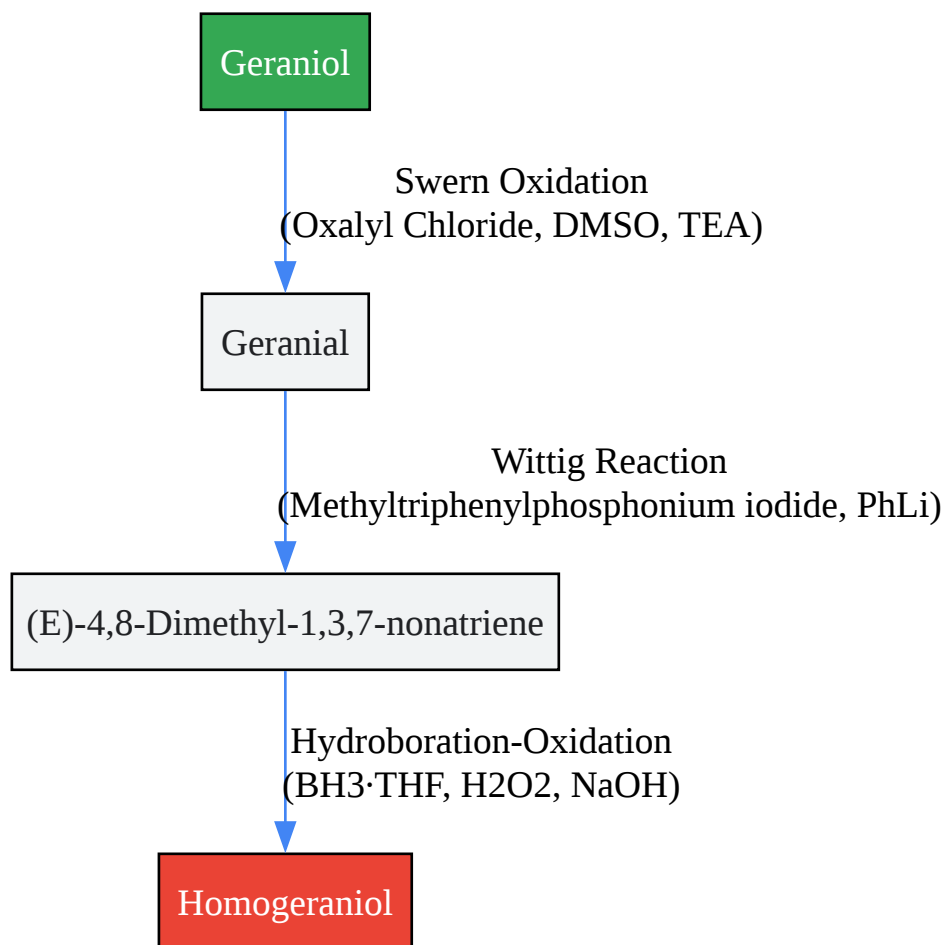 Geraniol
Swern Oxidation
(Oxalyl Chloride, DMSO, TEA)
Geranial
Wittig Reaction
(Methyltriphenylphosphonium iodide, PhLi)
(E)-4,8-Dimethyl-1,3,7-nonatriene
Hydroboration-Oxidation
(BH3·THF, H2O2, NaOH)
Homogeraniol